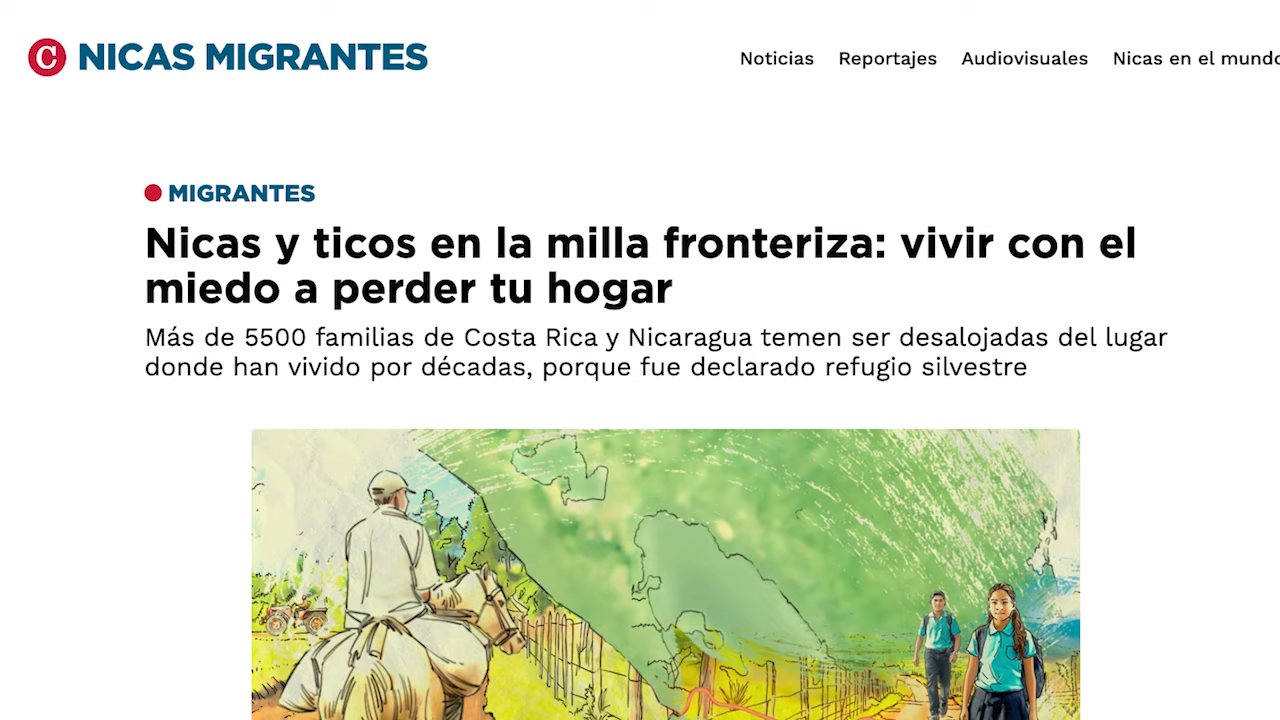 C NICAS MIGRANTES
Noticias Reportajes Audiovisuales Nicas en el mundo
MIGRANTES
Nicas y ticos en la milla fronteriza: vivir con el
miedo a perder tu hogar
Más de 5500 familias de Costa Rica y Nicaragua temen ser desalojadas del lugar
donde han vivido por décadas, porque fue declarado refugio silvestre